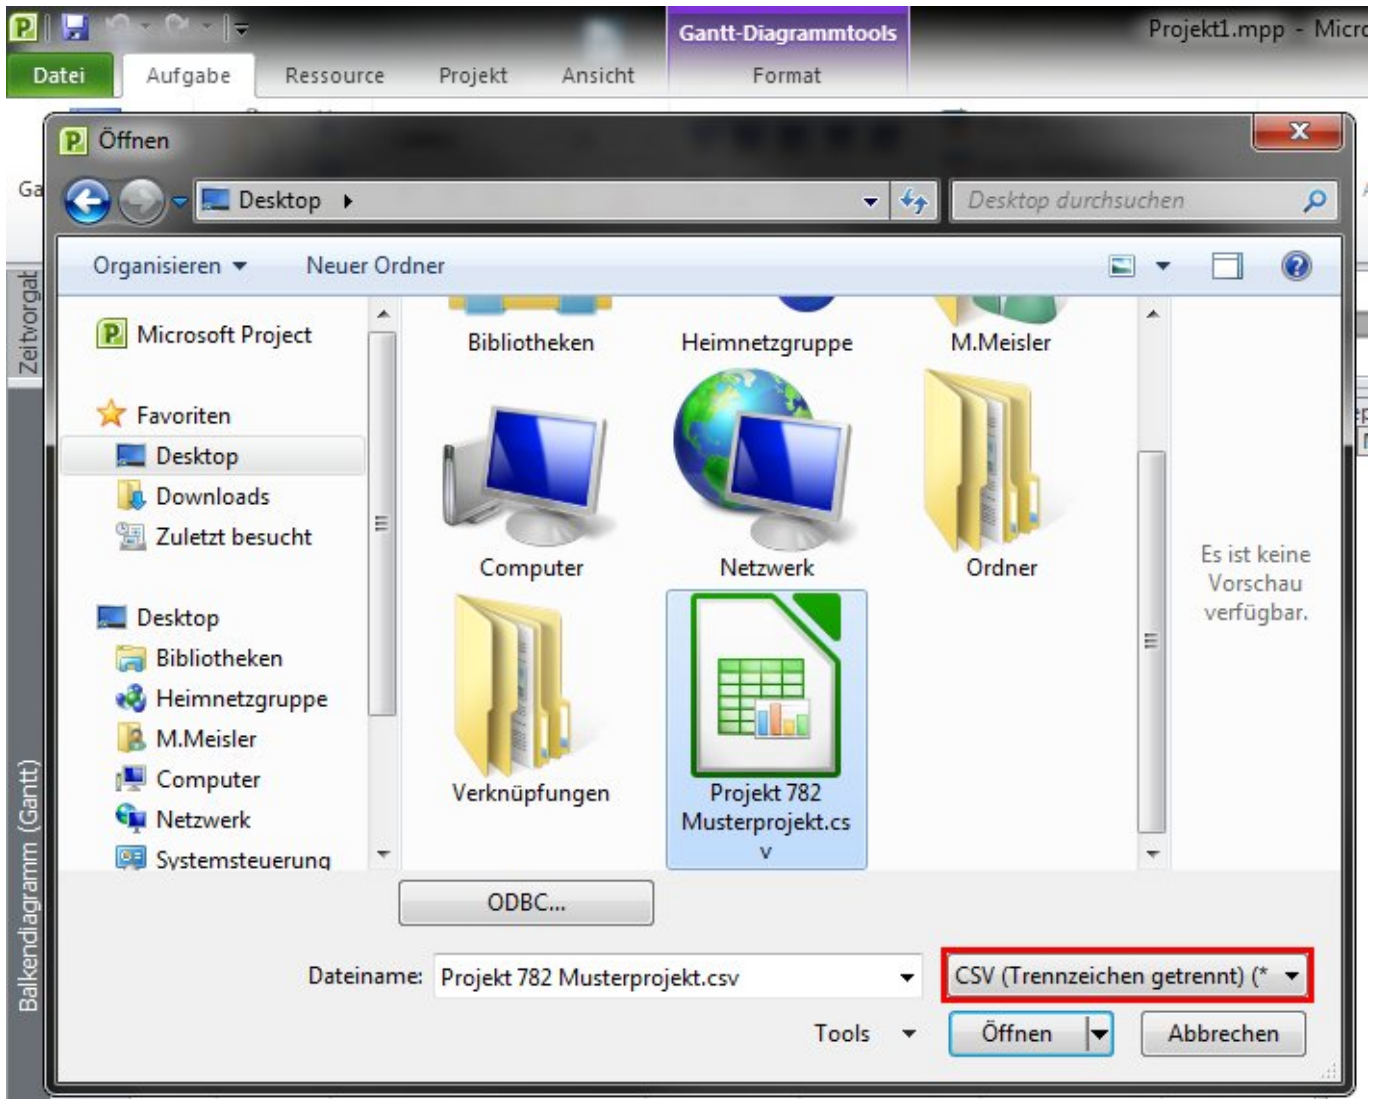 Gantt-Diagrammtools
Projekt1.mpp - Micro
Datei Aufgabe Ressource Projekt Ansicht Format
Öffnen
Desktop
Desktop durchsuchen
Organisieren Neuer Ordner
Microsoft Project
Favoriten
Desktop
Downloads
Zuletzt besucht
Desktop
Bibliotheken
Heimnetzgruppe
M.Meisler
Computer
Netzwerk
Systemsteuerung
Bibliotheken Heimnetzgruppe M.Meisler
Computer Netzwerk Ordner
Verknüpfungen
Projekt 782
Musterprojekt.cs
v
Es ist keine
Vorschau
verfügbar.
ODBC...
Dateiname: Projekt 782 Musterprojekt.csv
CSV (Trennzeichen getrennt) (*
Tools Öffnen Abbrechen
Ga
Zeitvorgab
Balkendiagramm (Gantt)